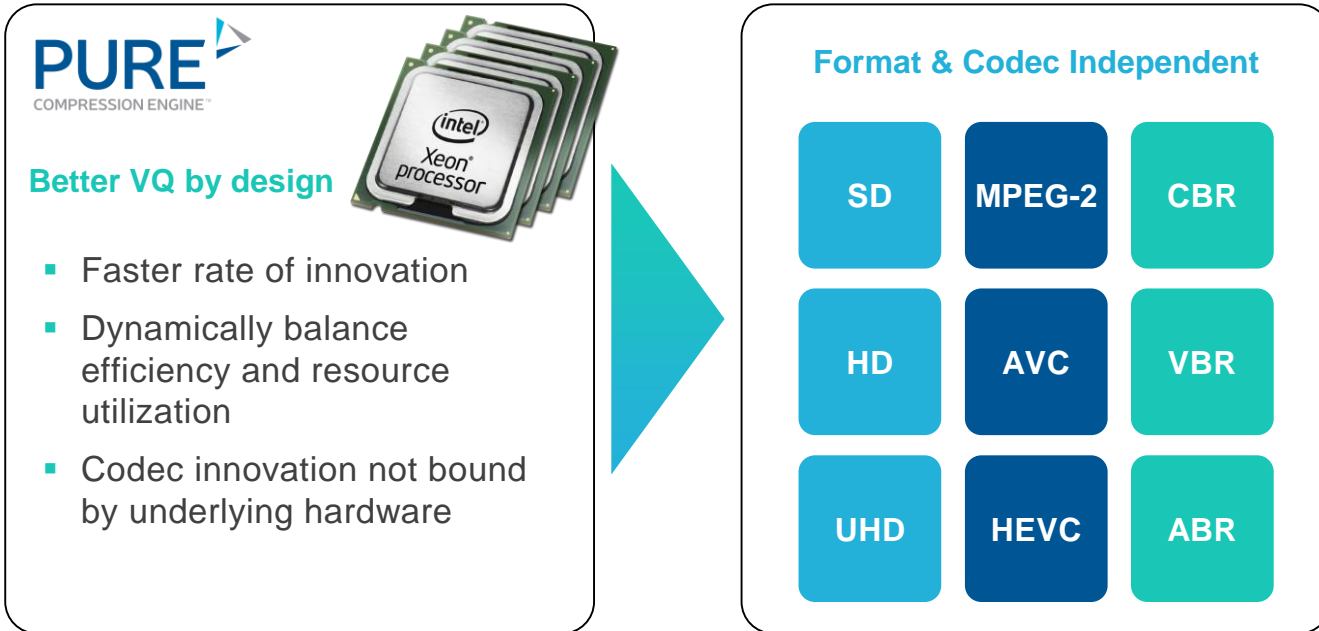 PURE
COMPRESSION ENGINE™
intel
Xeon®
processor
Better VQ by design
▪ Faster rate of innovation
▪ Dynamically balance
efficiency and resource
utilization
▪ Codec innovation not bound
by underlying hardware
Format & Codec Independent
SD MPEG-2 CBR
HD AVC VBR
UHD HEVC ABR